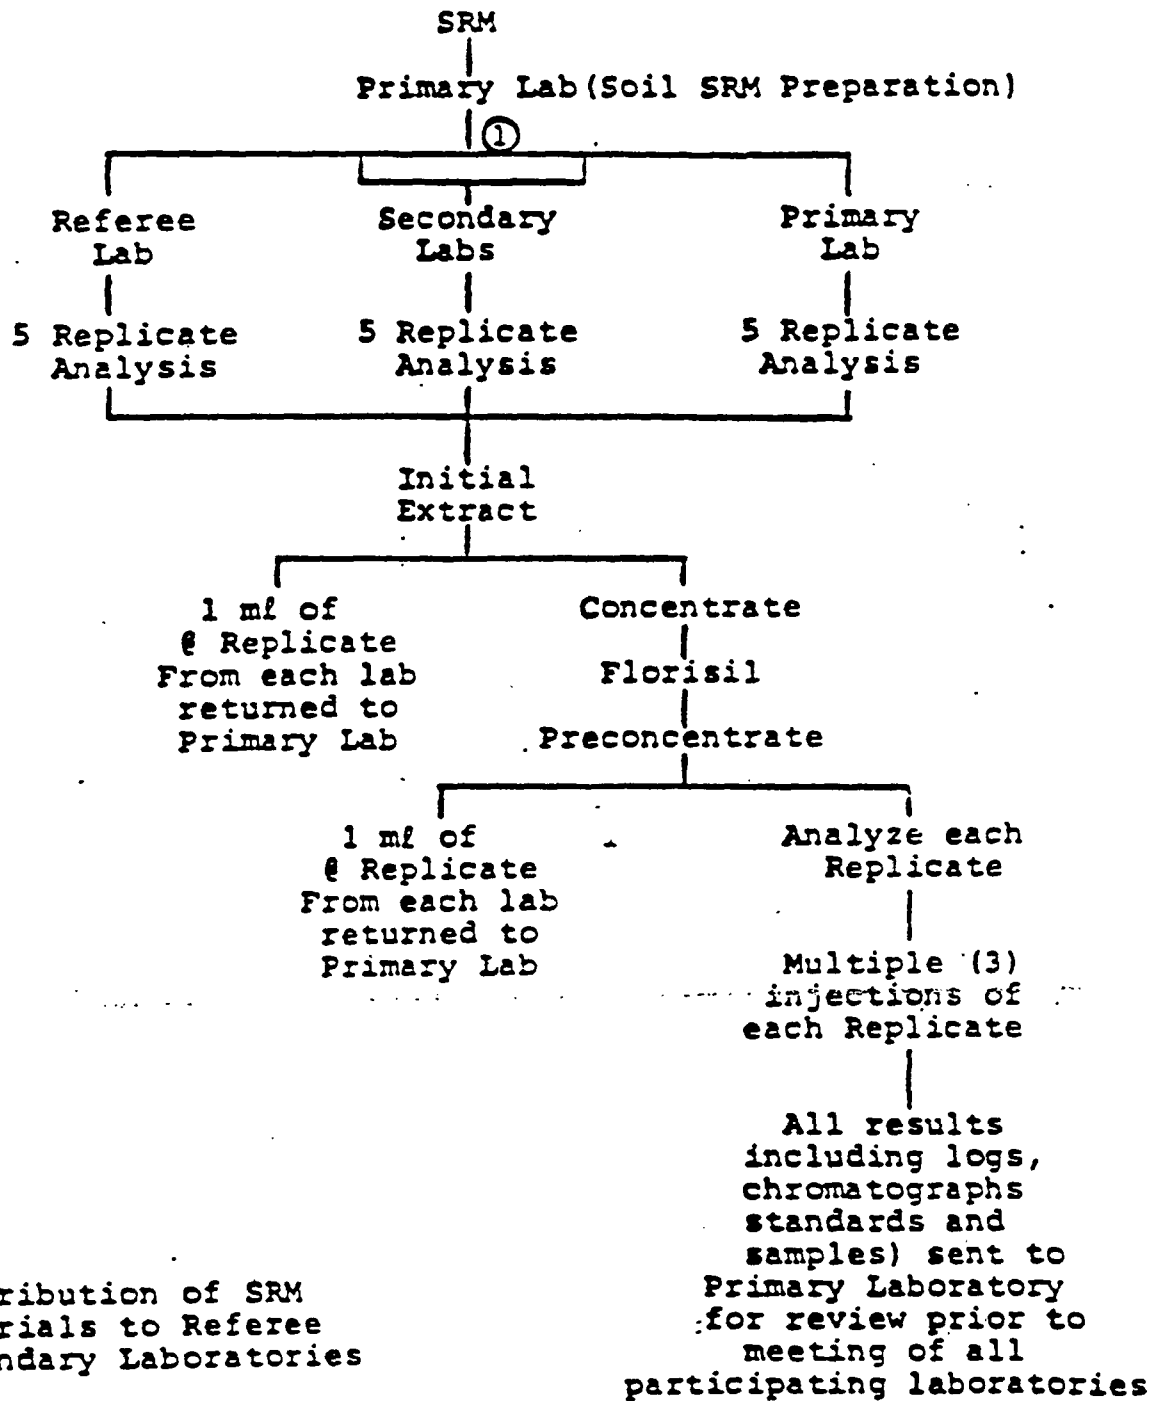 SRM
Primary Lab (Soil SRM Preparation)
1
Referee
Lab
Secondary
Labs
Primary
Lab
5 Replicate
Analysis
5 Replicate
Analysis
5 Replicate
Analysis
Initial
Extract
1 mℓ of
@ Replicate
From each lab
returned to
Primary Lab
Concentrate
Florisil
Preconcentrate
1 mℓ of
@ Replicate
From each lab
returned to
Primary Lab
Analyze each
Replicate
Multiple (3)
injections of
each Replicate
All results
including logs,
chromatographs
standards and
samples) sent to
Primary Laboratory
for review prior to
meeting of all
participating laboratories
ribution of SRM
rials to Referee
ndary Laboratories